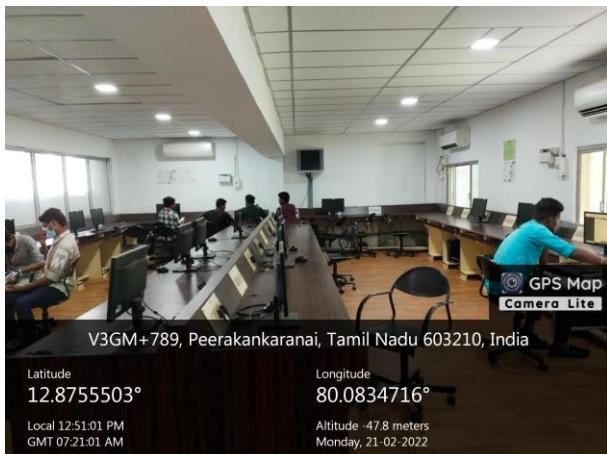 GPS Map
Camera Lite
V3GM+789, Peerakankaranai, Tamil Nadu 603210, India
Latitude
12.8755503°
Longitude
80.0834716°
Local 12:51:01 PM
GMT 07:21:01 AM
Altitude -47.8 meters
Monday, 21-02-2022